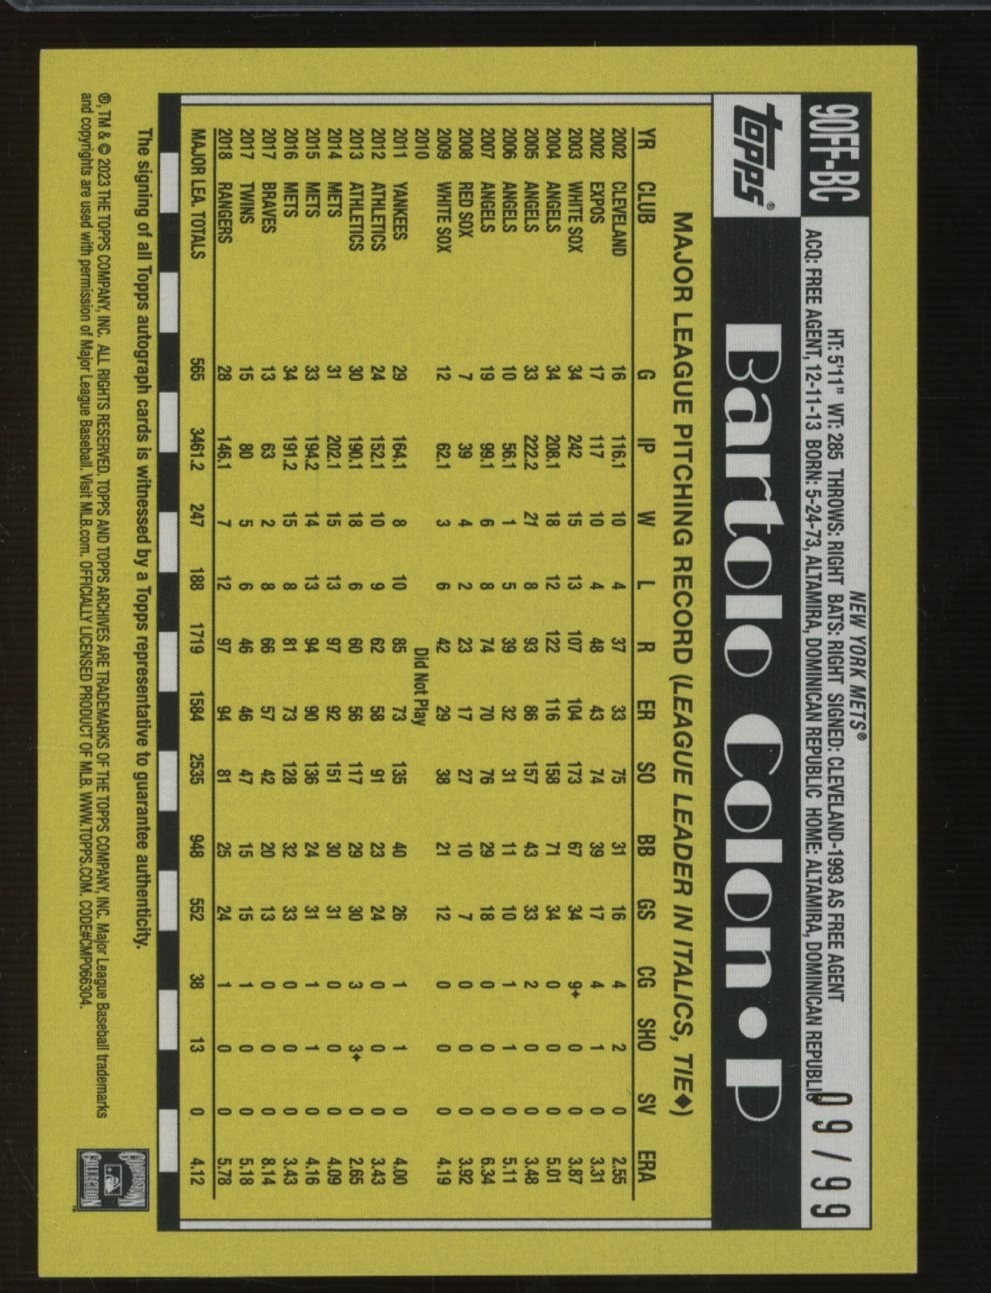 90FF-BC
NEW YORK METS®
HT: 5'11" WT: 285 THROWS: RIGHT BATS: RIGHT SIGNED: CLEVELAND-1993 AS FREE AGENT
ACQ: FREE AGENT, 12-11-13 BORN: 5-24-73, ALTAMIRA, DOMINICAN REPUBLIC HOME: ALTAMIRA, DOMINICAN REPUBLIC
09/99
topps®
Bartolo Colon • P
MAJOR LEAGUE PITCHING RECORD (LEAGUE LEADER IN ITALICS, TIE♦)
YR CLUB G IP W L R ER SO BB GS CG SHO SV ERA
2002 CLEVELAND 16 116.1 10 4 37 33 75 31 16 4 2 0 2.55
2002 EXPOS 17 117 10 4 48 43 74 39 17 4 1 0 3.31
2003 WHITE SOX 34 242 15 13 107 104 173 67 34 9♦ 0 0 3.87
2004 ANGELS 34 208.1 18 12 122 116 158 71 34 0 0 0 5.01
2005 ANGELS 33 222.2 21 8 93 86 157 43 33 2 0 0 3.48
2006 ANGELS 10 56.1 1 5 39 32 31 11 10 1 1 0 5.11
2007 ANGELS 19 99.1 6 8 74 70 76 29 18 0 0 0 6.34
2008 RED SOX 7 39 4 2 23 17 27 10 7 0 0 0 3.92
2009 WHITE SOX 12 62.1 3 6 42 29 38 21 12 0 0 0 4.19
2010 Did Not Play
2011 YANKEES 29 164.1 8 10 85 73 135 40 26 1 1 0 4.00
2012 ATHLETICS 24 152.1 10 9 62 58 91 23 24 0 0 0 3.43
2013 ATHLETICS 30 190.1 18 6 60 56 117 29 30 3 3♦ 0 2.65
2014 METS 31 202.1 15 13 97 92 151 30 31 0 0 0 4.09
2015 METS 33 194.2 14 13 94 90 136 24 31 1 1 0 4.16
2016 METS 34 191.2 15 8 81 73 128 32 33 0 0 0 3.43
2017 BRAVES 13 63 2 8 66 57 42 20 13 0 0 0 8.14
2017 TWINS 15 80 5 6 46 46 47 15 15 1 0 0 5.18
2018 RANGERS 28 146.1 7 12 97 94 81 25 24 1 0 0 5.78
MAJOR LEA. TOTALS 565 3461.2 247 188 1719 1584 2535 948 552 38 13 0 4.12
The signing of all Topps autograph cards is witnessed by a Topps representative to guarantee authenticity.
®, TM & © 2023 THE TOPPS COMPANY, INC. ALL RIGHTS RESERVED. TOPPS AND TOPPS ARCHIVES ARE TRADEMARKS OF THE TOPPS COMPANY, INC. Major League Baseball trademarks
and copyrights are used with permission of Major League Baseball. Visit MLB.com. OFFICIALLY LICENSED PRODUCT OF MLB. WWW.TOPPS.COM. CODE#CMP066304.
COOPERSTOWN
COLLECTION